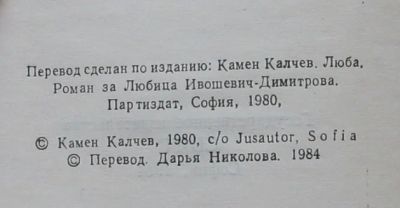 Перевод сделан по изданию: Камен Калчев. Люба.
Роман за Любица Ивошевич-Димитрова.
Партиздат, София, 1980,
© Камен Калчев, 1980, c/o Jusautor, Sofia
© Перевод. Дарья Николова. 1984